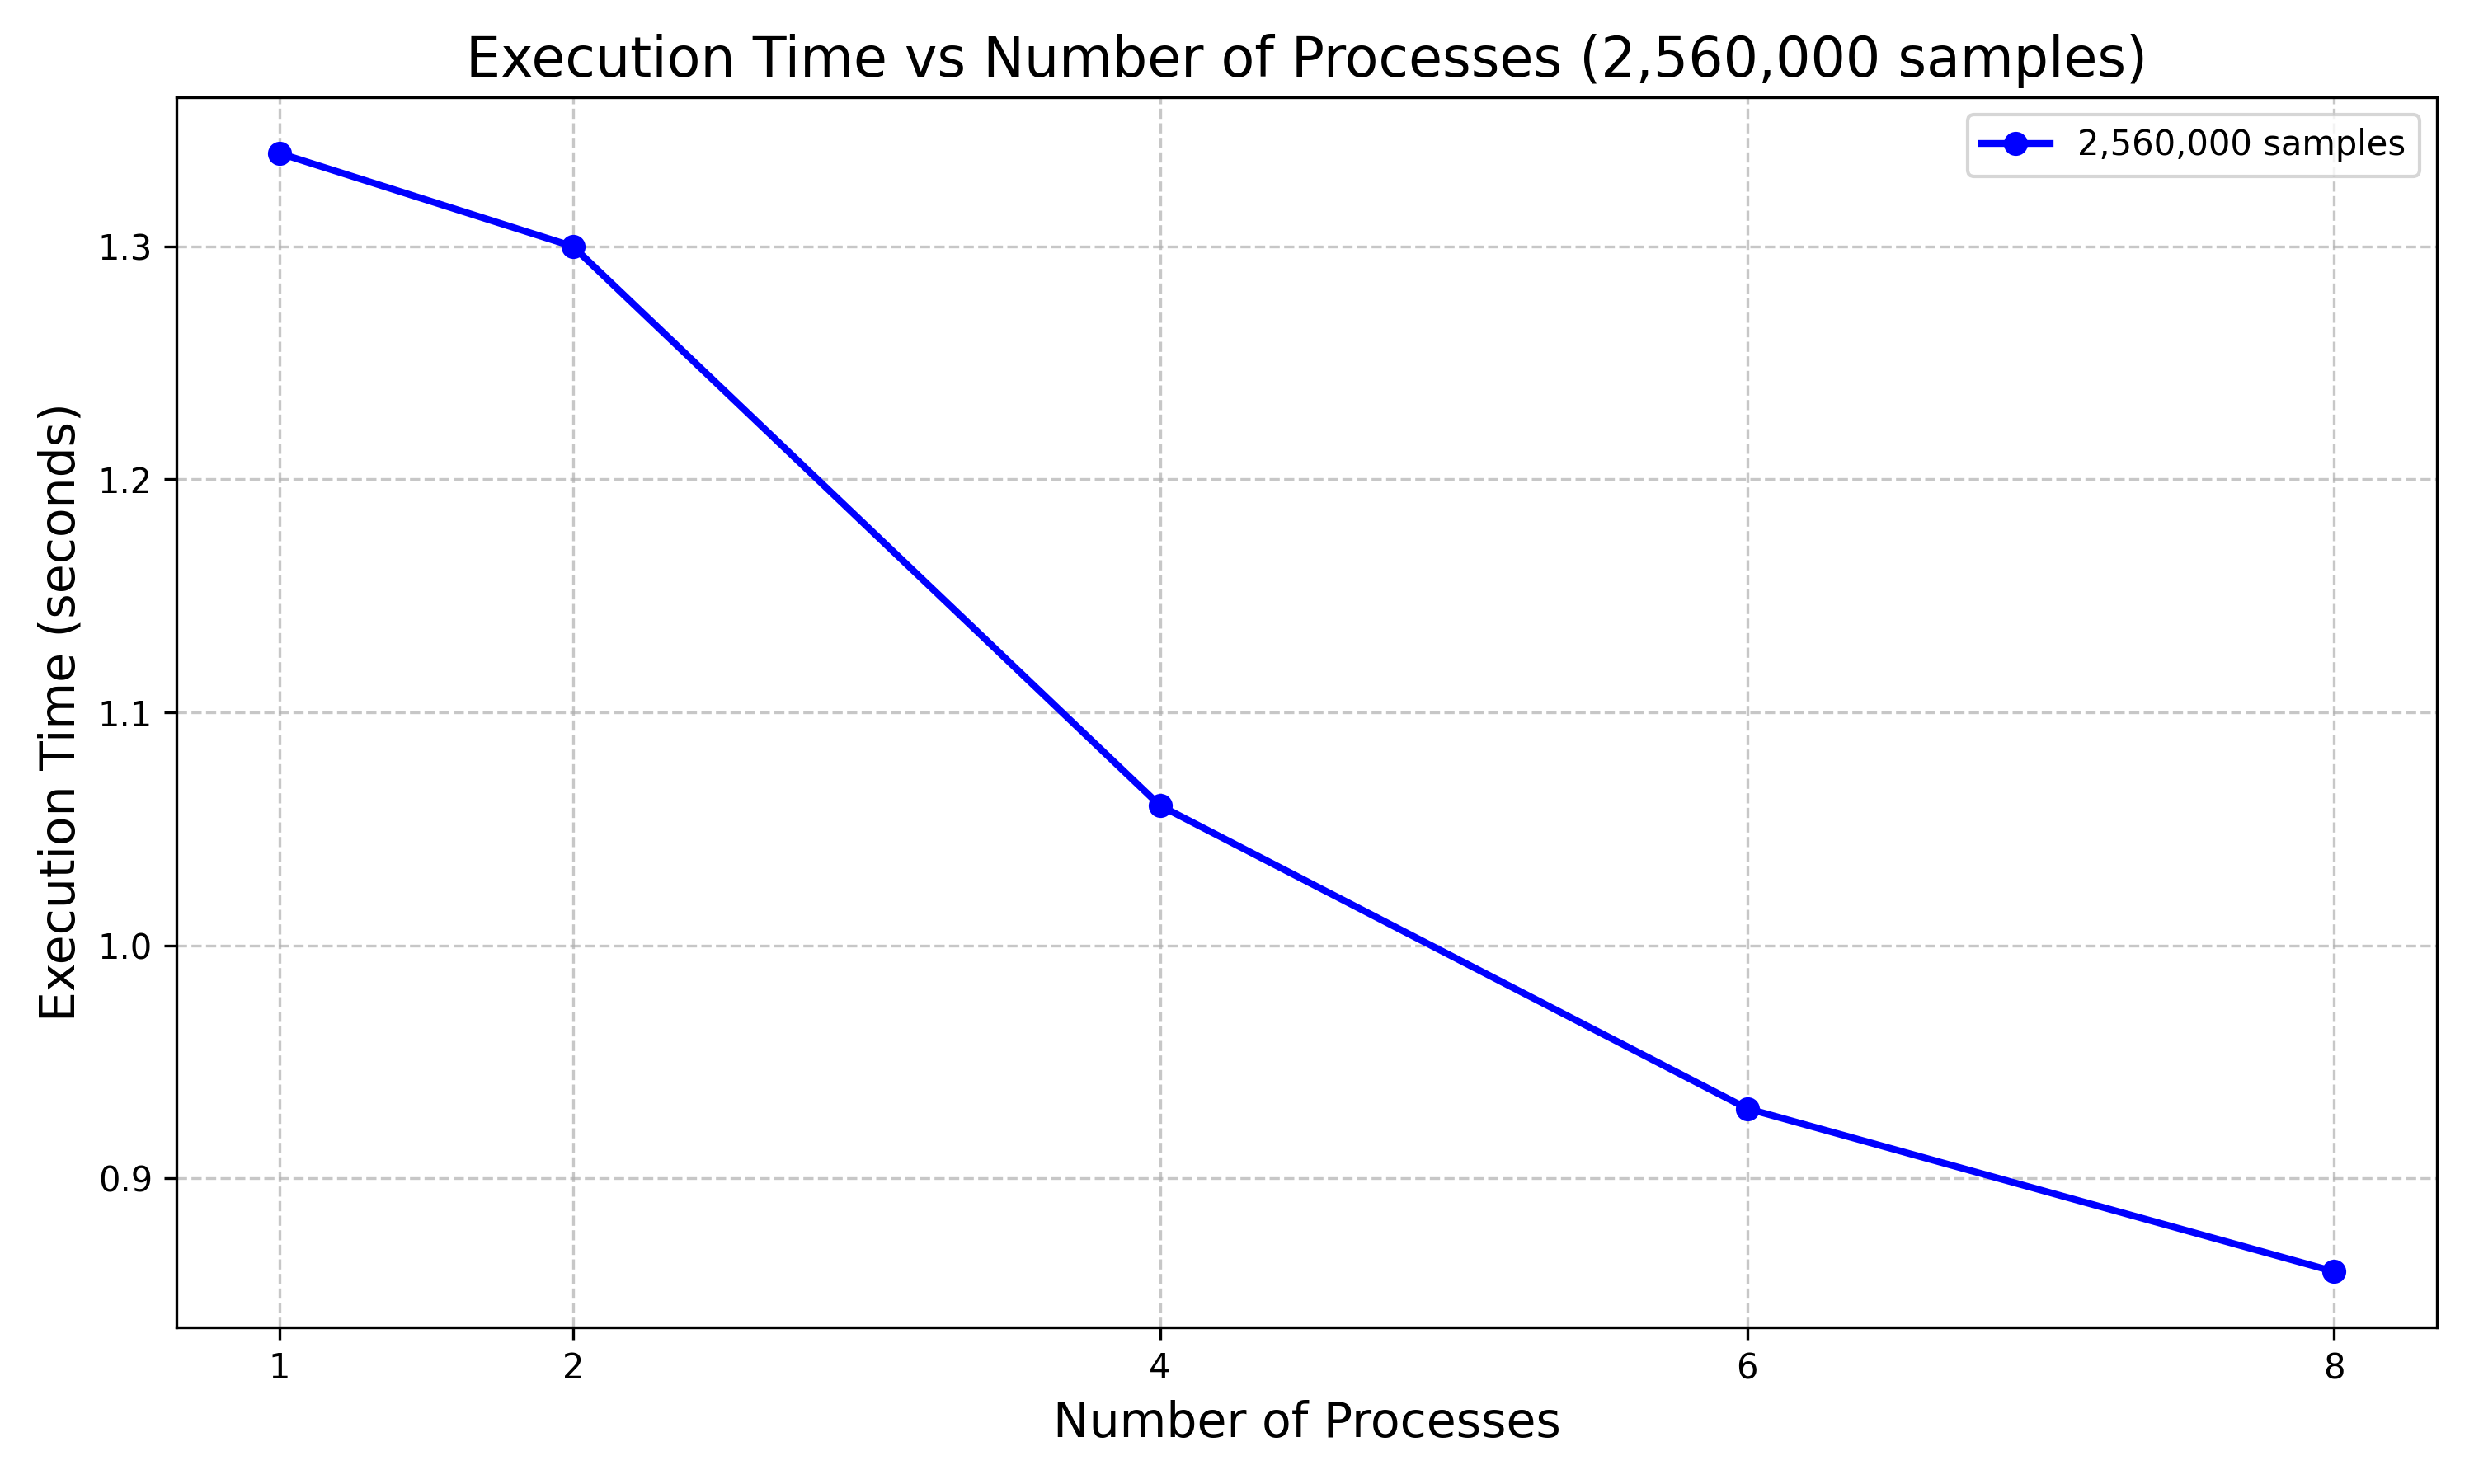 Execution Time vs Number of Processes (2,560,000 samples)
2,560,000 samples
Execution Time (seconds)
1.3
1.2
1.1
1.0
0.9
1 2 4 6 8
Number of Processes